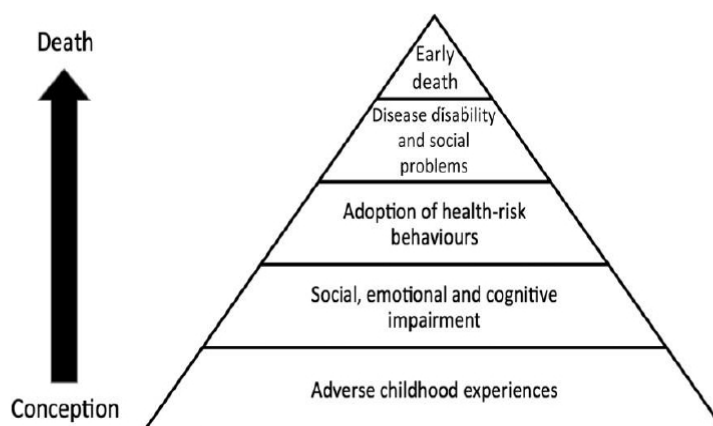 Death
Early
death
Disease disability
and social
problems
Adoption of health-risk
behaviours
Social, emotional and cognitive
impairment
Adverse childhood experiences
Conception